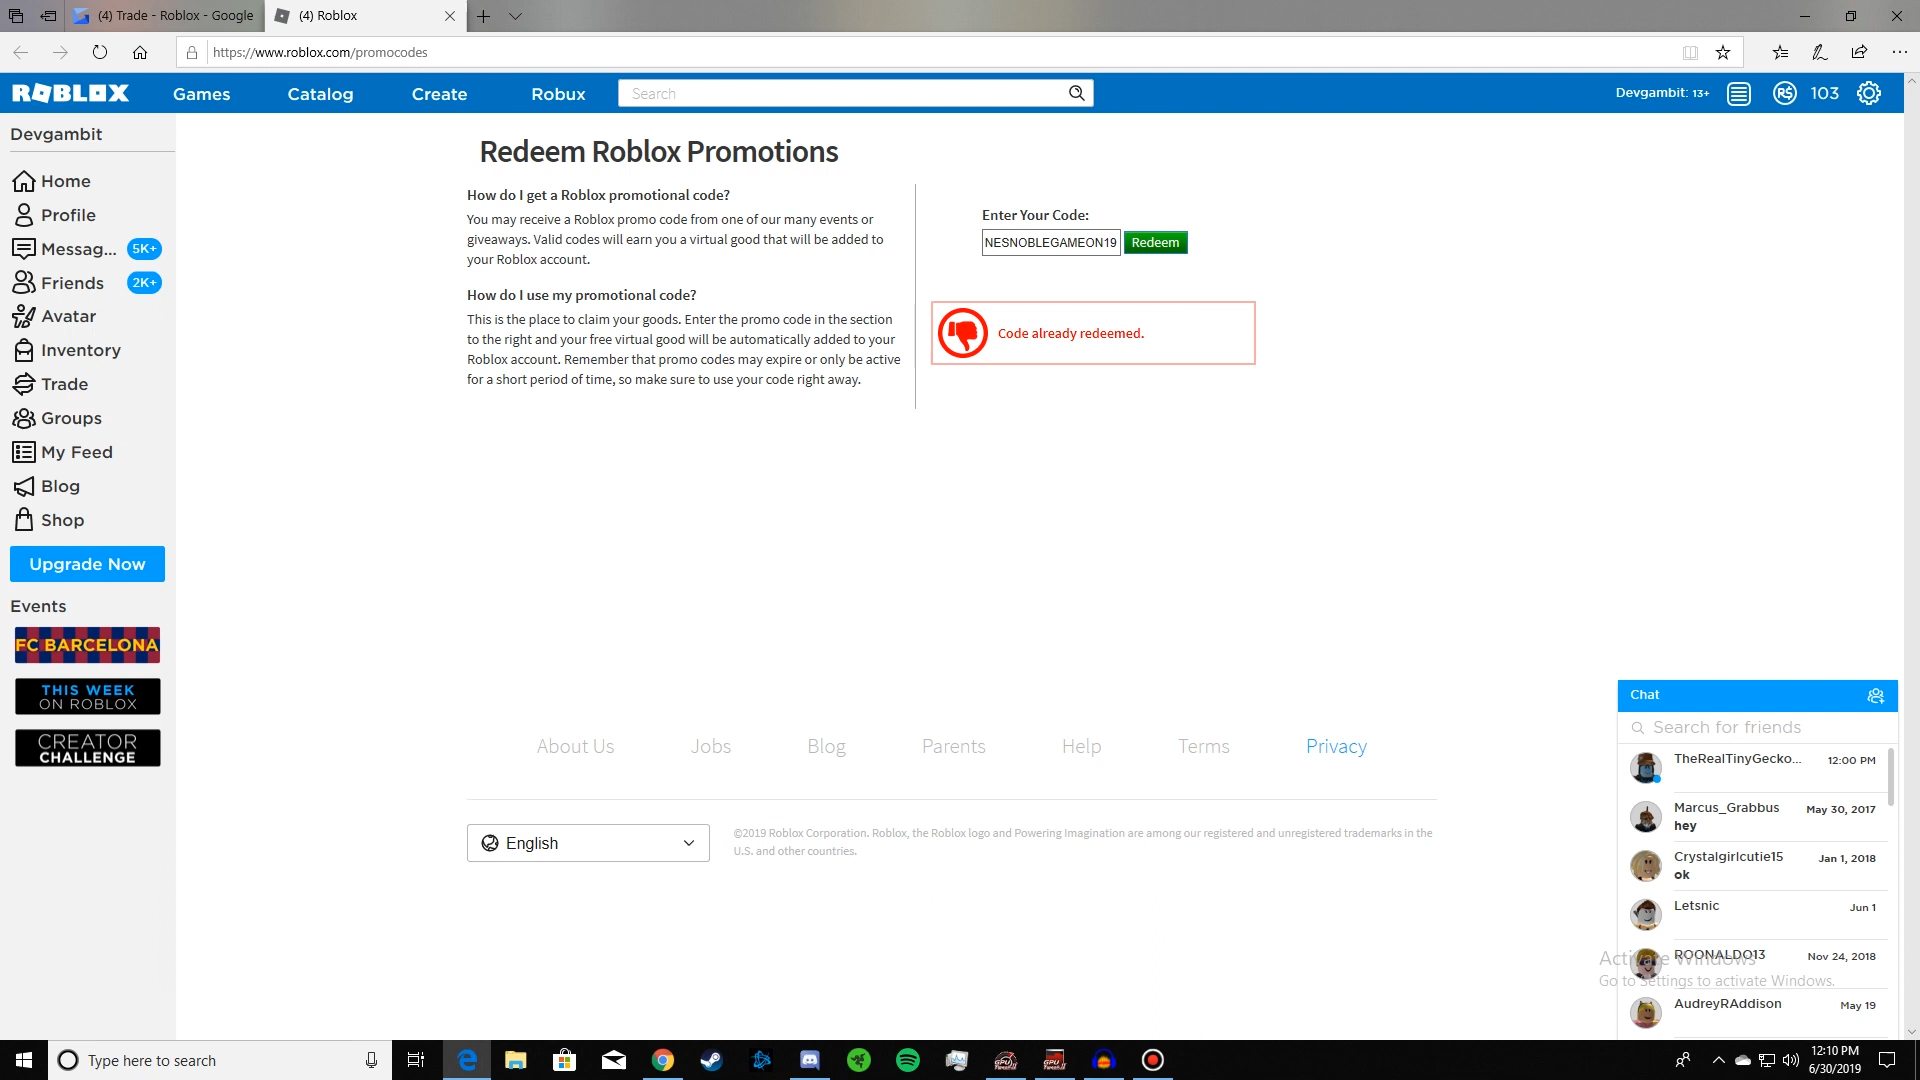 (4) Trade - Roblox - Google
(4) Roblox
https://www.roblox.com/promocodes
ROBLOX
Games
Catalog
Create
Robux
Search
Devgambit: 13+
103
Devgambit
Home
Profile
Messag... 5K+
Friends 2K+
Avatar
Inventory
Trade
Groups
My Feed
Blog
Shop
Upgrade Now
Events
FC BARCELONA
THIS WEEK
ON ROBLOX
CREATOR
CHALLENGE
Redeem Roblox Promotions
How do I get a Roblox promotional code?
You may receive a Roblox promo code from one of our many events or
giveaways. Valid codes will earn you a virtual good that will be added to
your Roblox account.
How do I use my promotional code?
This is the place to claim your goods. Enter the promo code in the section
to the right and your free virtual good will be automatically added to your
Roblox account. Remember that promo codes may expire or only be active
for a short period of time, so make sure to use your code right away.
Enter Your Code:
NESNOBLEGAMEON19 Redeem
Code already redeemed.
About Us
Jobs
Blog
Parents
Help
Terms
Privacy
English
©2019 Roblox Corporation. Roblox, the Roblox logo and Powering Imagination are among our registered and unregistered trademarks in the
U.S. and other countries.
Chat
Search for friends
TheRealTinyGecko... 12:00 PM
Marcus_Grabbus May 30, 2017
hey
Crystalgirlcutie15 Jan 1, 2018
ok
Letsnic Jun 1
ROONALDO13 Nov 24, 2018
AudreyRAddison May 19
Activate Windows
Go to Settings to activate Windows.
Type here to search
12:10 PM
6/30/2019